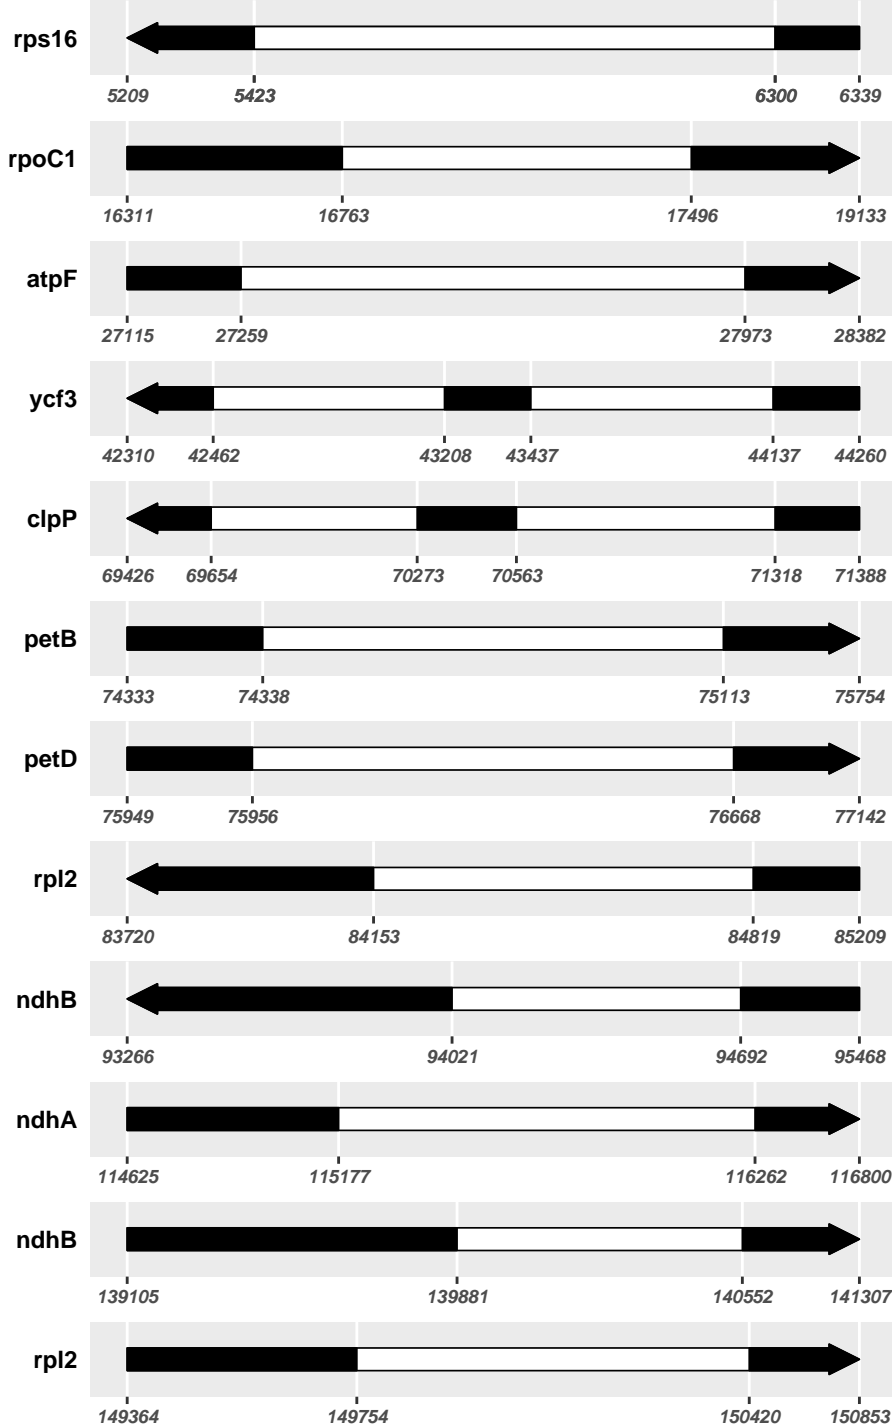 rps16
5209 5423 6300 6339
rpoC1
16311 16763 17496 19133
atpF
27115 27259 27973 28382
ycf3
42310 42462 43208 43437 44137 44260
clpP
69426 69654 70273 70563 71318 71388
petB
74333 74338 75113 75754
petD
75949 75956 76668 77142
rpl2
83720 84153 84819 85209
ndhB
93266 94021 94692 95468
ndhA
114625 115177 116262 116800
ndhB
139105 139881 140552 141307
rpl2
149364 149754 150420 150853